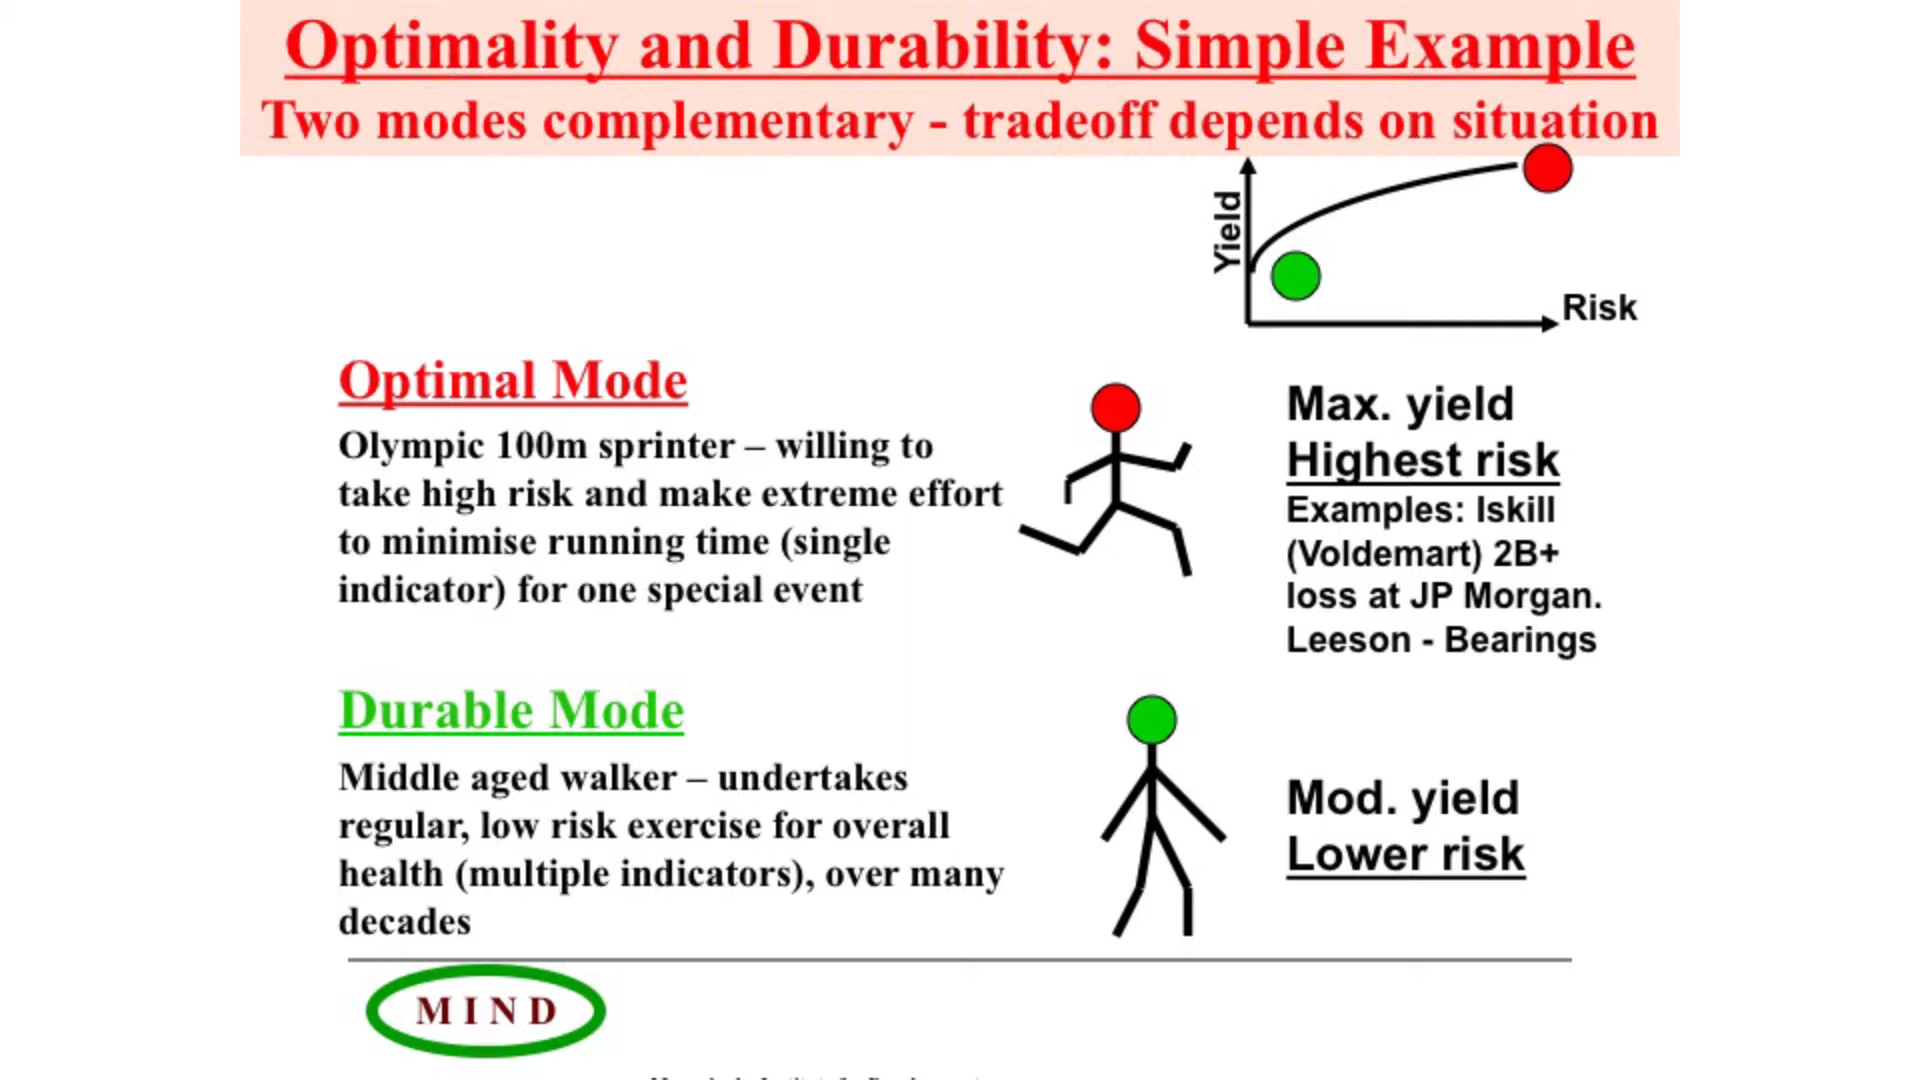 Optimality and Durability: Simple Example
Two modes complementary - tradeoff depends on situation
Yield
Risk
Optimal Mode
Olympic 100m sprinter – willing to
take high risk and make extreme effort
to minimise running time (single
indicator) for one special event
Max. yield
Highest risk
Examples: Iskill
(Voldemart) 2B+
loss at JP Morgan.
Leeson - Bearings
Durable Mode
Middle aged walker – undertakes
regular, low risk exercise for overall
health (multiple indicators), over many
decades
Mod. yield
Lower risk
M I N D